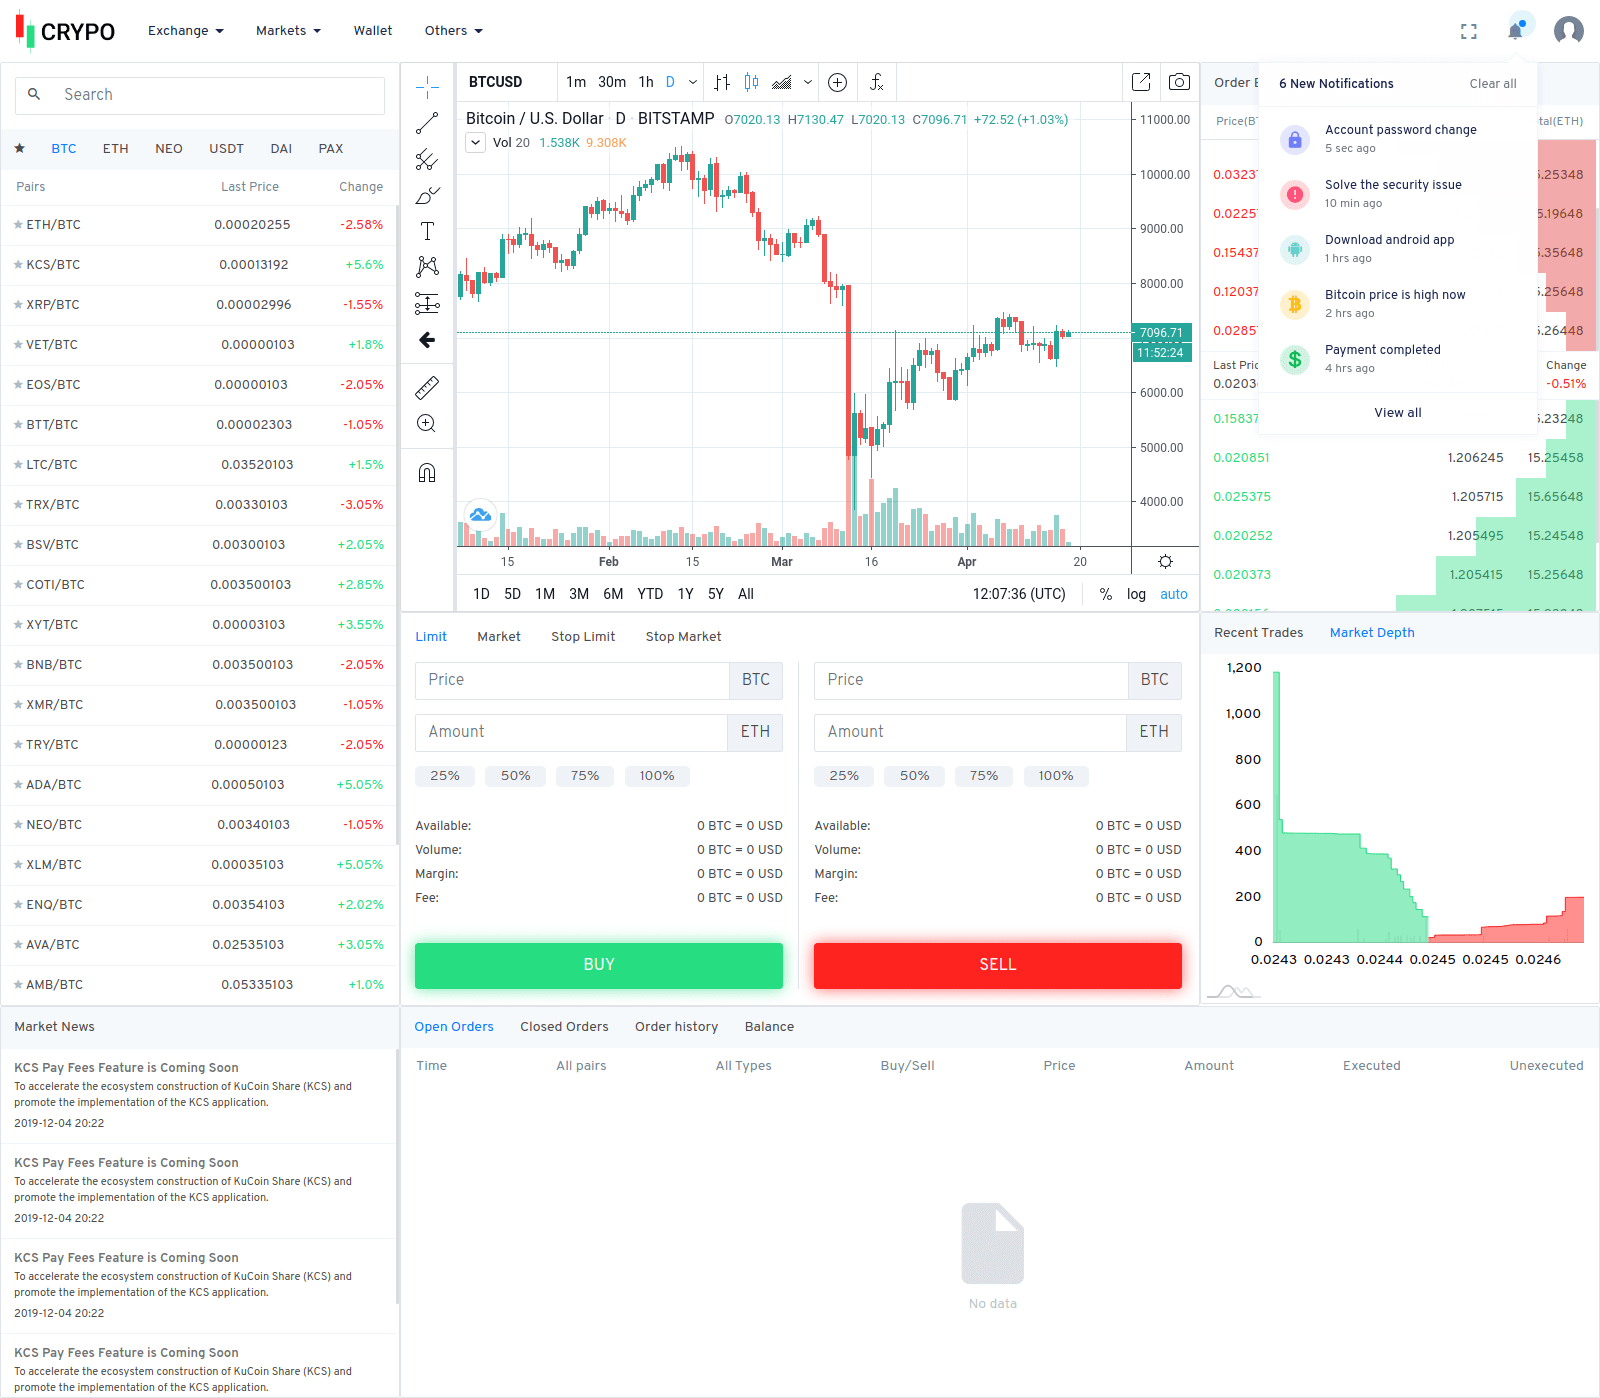 CRYPO
Exchange Markets Wallet Others
Search
BTC ETH NEO USDT DAI PAX
Pairs Last Price Change
ETH/BTC 0.00020255 -2.58%
KCS/BTC 0.00013192 +5.6%
XRP/BTC 0.00002996 -1.55%
VET/BTC 0.00000103 +1.8%
EOS/BTC 0.00000103 -2.05%
BTT/BTC 0.00002303 -1.05%
LTC/BTC 0.03520103 +1.5%
TRX/BTC 0.00330103 -3.05%
BSV/BTC 0.00300103 +2.05%
COTI/BTC 0.003500103 +2.85%
XYT/BTC 0.00003103 +3.55%
BNB/BTC 0.003500103 -2.05%
XMR/BTC 0.003500103 -1.05%
TRY/BTC 0.00000123 -2.05%
ADA/BTC 0.00050103 +5.05%
NEO/BTC 0.00340103 -1.05%
XLM/BTC 0.00035103 +5.05%
ENQ/BTC 0.00354103 +2.02%
AVA/BTC 0.02535103 +3.05%
AMB/BTC 0.05335103 +1.0%
BTCUSD 1m 30m 1h D
Bitcoin / U.S. Dollar D BITSTAMP O7020.13 H7130.47 L7020.13 C7096.71 +72.52 (+1.03%)
Vol 20 1.538K 9.308K
11000.00
10000.00
9000.00
8000.00
7096.71
11:52:24
6000.00
5000.00
4000.00
15 Feb 15 Mar 16 Apr 20
1D 5D 1M 3M 6M YTD 1Y 5Y All 12:07:36 (UTC) % log auto
Order
6 New Notifications Clear all
Account password change
5 sec ago
Solve the security issue
10 min ago
Download android app
1 hrs ago
Bitcoin price is high now
2 hrs ago
Payment completed
4 hrs ago
View all
Last Change
-0.51%
0.020851 1.206245 15.25458
0.025375 1.205715 15.65648
0.020252 1.205495 15.24548
0.020373 1.205415 15.25648
Limit Market Stop Limit Stop Market
Price BTC
Amount ETH
25% 50% 75% 100%
Available: 0 BTC = 0 USD
Volume: 0 BTC = 0 USD
Margin: 0 BTC = 0 USD
Fee: 0 BTC = 0 USD
BUY
Price BTC
Amount ETH
25% 50% 75% 100%
Available: 0 BTC = 0 USD
Volume: 0 BTC = 0 USD
Margin: 0 BTC = 0 USD
Fee: 0 BTC = 0 USD
SELL
Recent Trades Market Depth
1,200
1,000
800
600
400
200
0
0.0243 0.0243 0.0244 0.0245 0.0245 0.0246
Market News
KCS Pay Fees Feature is Coming Soon
To accelerate the ecosystem construction of KuCoin Share (KCS) and
promote the implementation of the KCS application.
2019-12-04 20:22
KCS Pay Fees Feature is Coming Soon
To accelerate the ecosystem construction of KuCoin Share (KCS) and
promote the implementation of the KCS application.
2019-12-04 20:22
KCS Pay Fees Feature is Coming Soon
To accelerate the ecosystem construction of KuCoin Share (KCS) and
promote the implementation of the KCS application.
2019-12-04 20:22
KCS Pay Fees Feature is Coming Soon
To accelerate the ecosystem construction of KuCoin Share (KCS) and
promote the implementation of the KCS application.
Open Orders Closed Orders Order history Balance
Time All pairs All Types Buy/Sell Price Amount Executed Unexecuted
No data